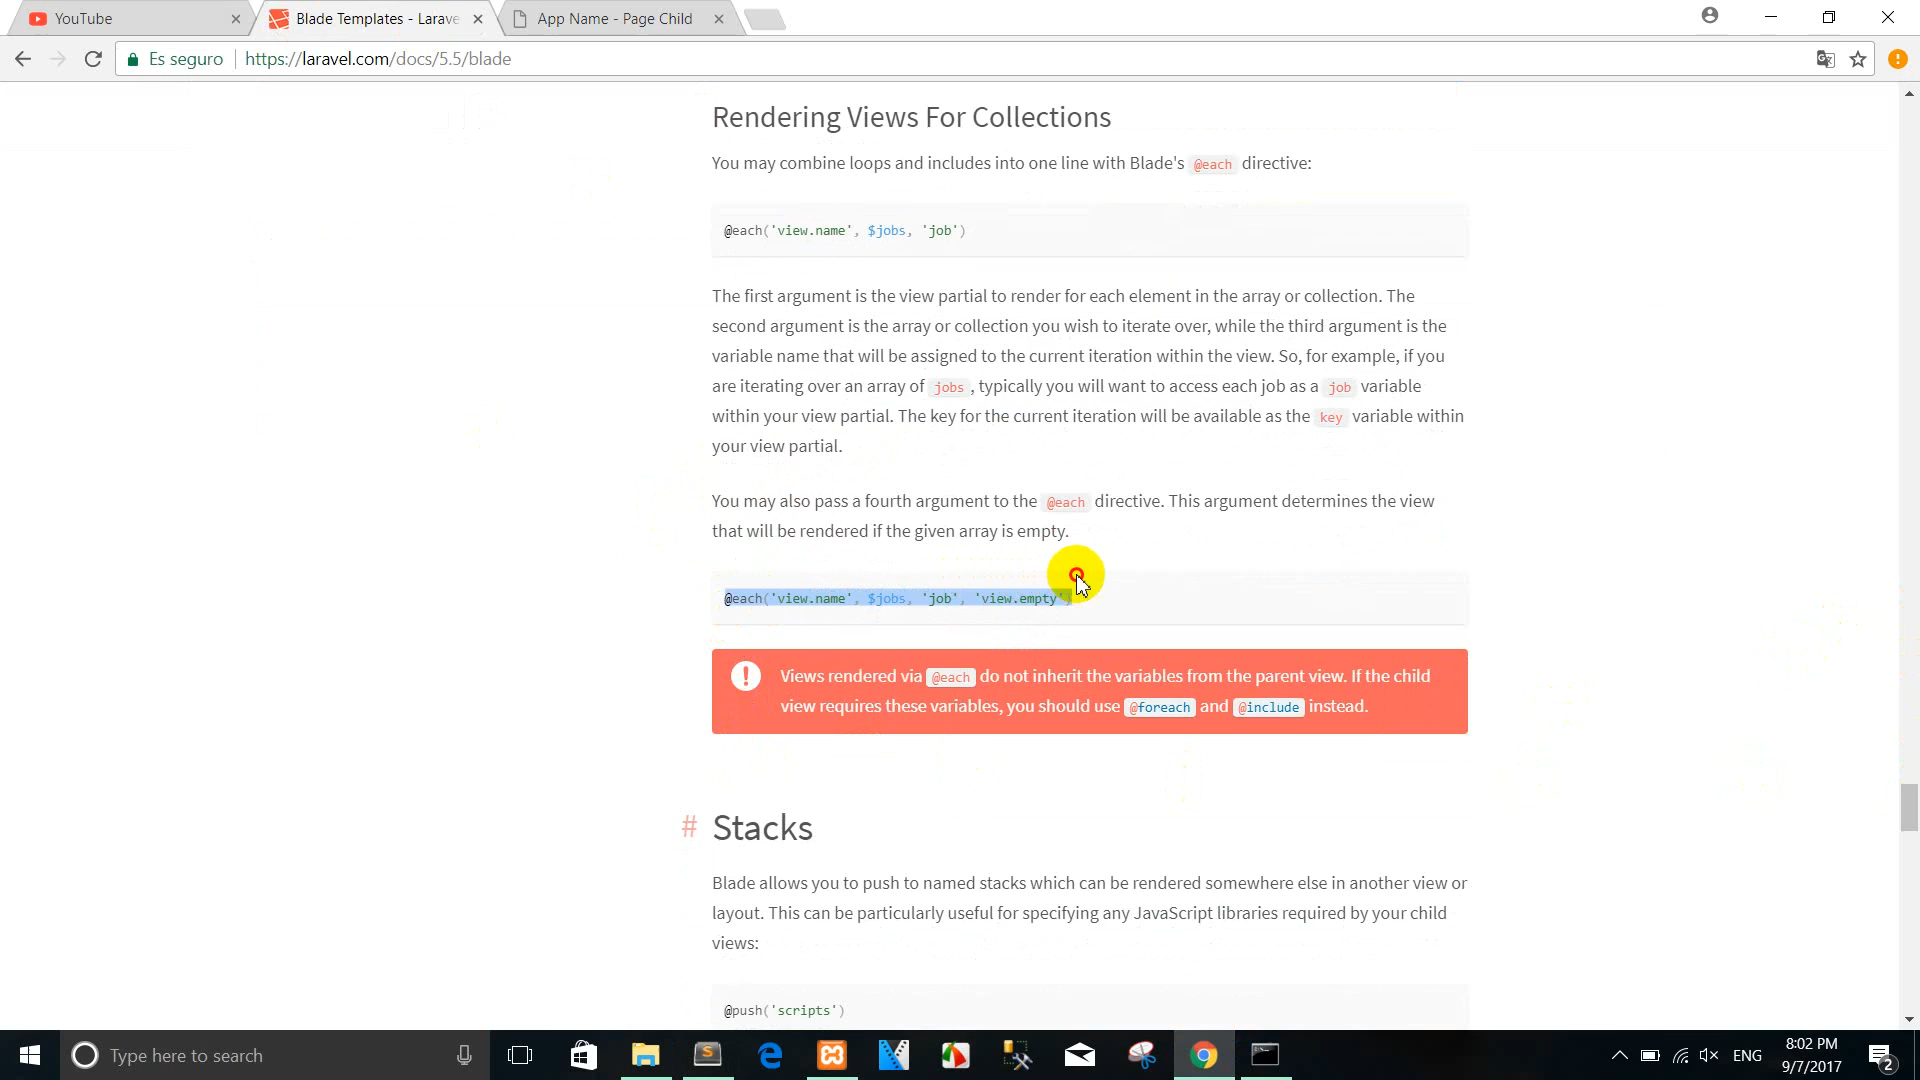 YouTube
Blade Templates - Larave
App Name - Page Child
Es seguro
https://laravel.com/docs/5.5/blade
Rendering Views For Collections
You may combine loops and includes into one line with Blade's @each directive:
@each('view.name', $jobs, 'job')
The first argument is the view partial to render for each element in the array or collection. The
second argument is the array or collection you wish to iterate over, while the third argument is the
variable name that will be assigned to the current iteration within the view. So, for example, if you
are iterating over an array of jobs, typically you will want to access each job as a job variable
within your view partial. The key for the current iteration will be available as the key variable within
your view partial.
You may also pass a fourth argument to the @each directive. This argument determines the view
that will be rendered if the given array is empty.
@each('view.name', $jobs, 'job', 'view.empty')
! Views rendered via @each do not inherit the variables from the parent view. If the child
view requires these variables, you should use @foreach and @include instead.
# Stacks
Blade allows you to push to named stacks which can be rendered somewhere else in another view or
layout. This can be particularly useful for specifying any JavaScript libraries required by your child
views:
@push('scripts')
Type here to search
ENG
8:02 PM
9/7/2017
2